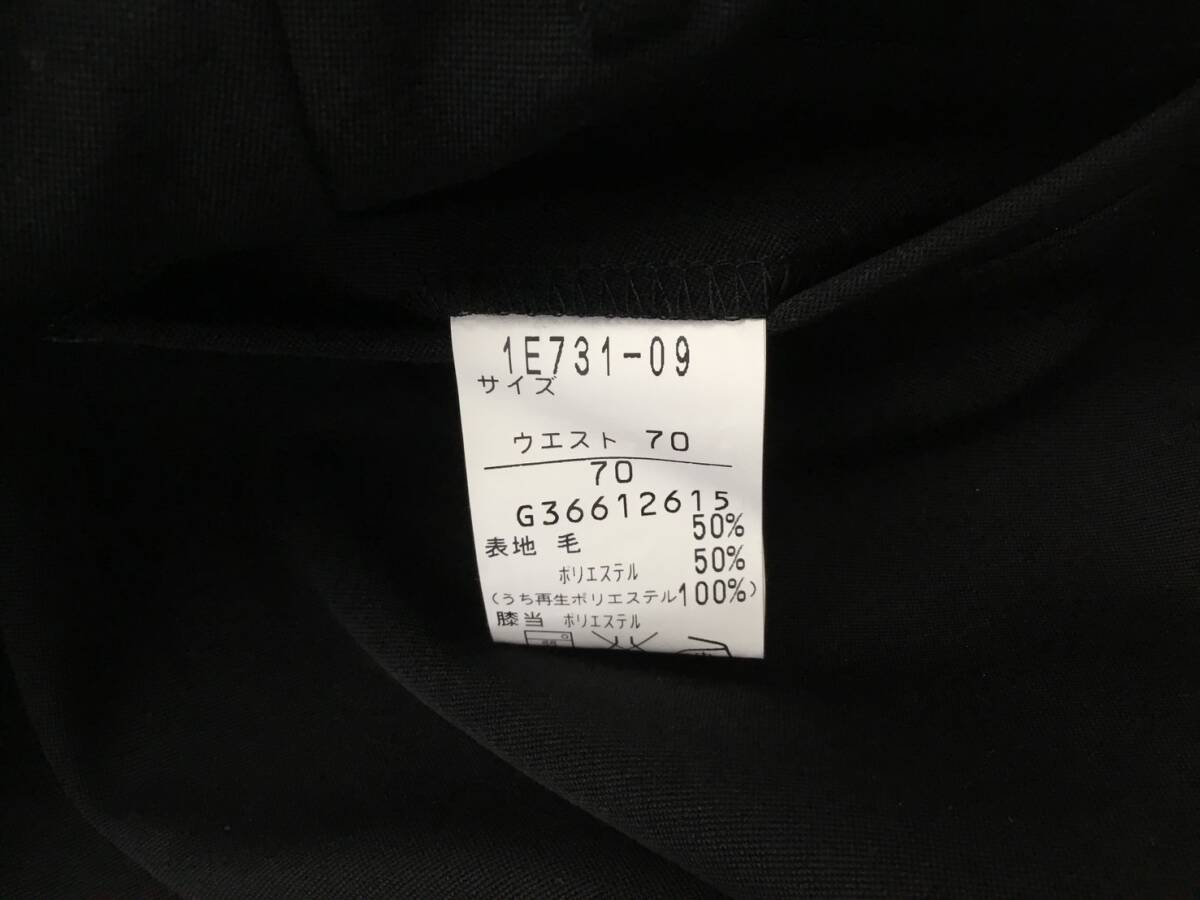 1E731-09
サイズ
ウエスト 70
70
G36612615
表地 毛 50%
ポリエステル 50%
(うち再生ポリエステル100%)
膝当 ポリエステル